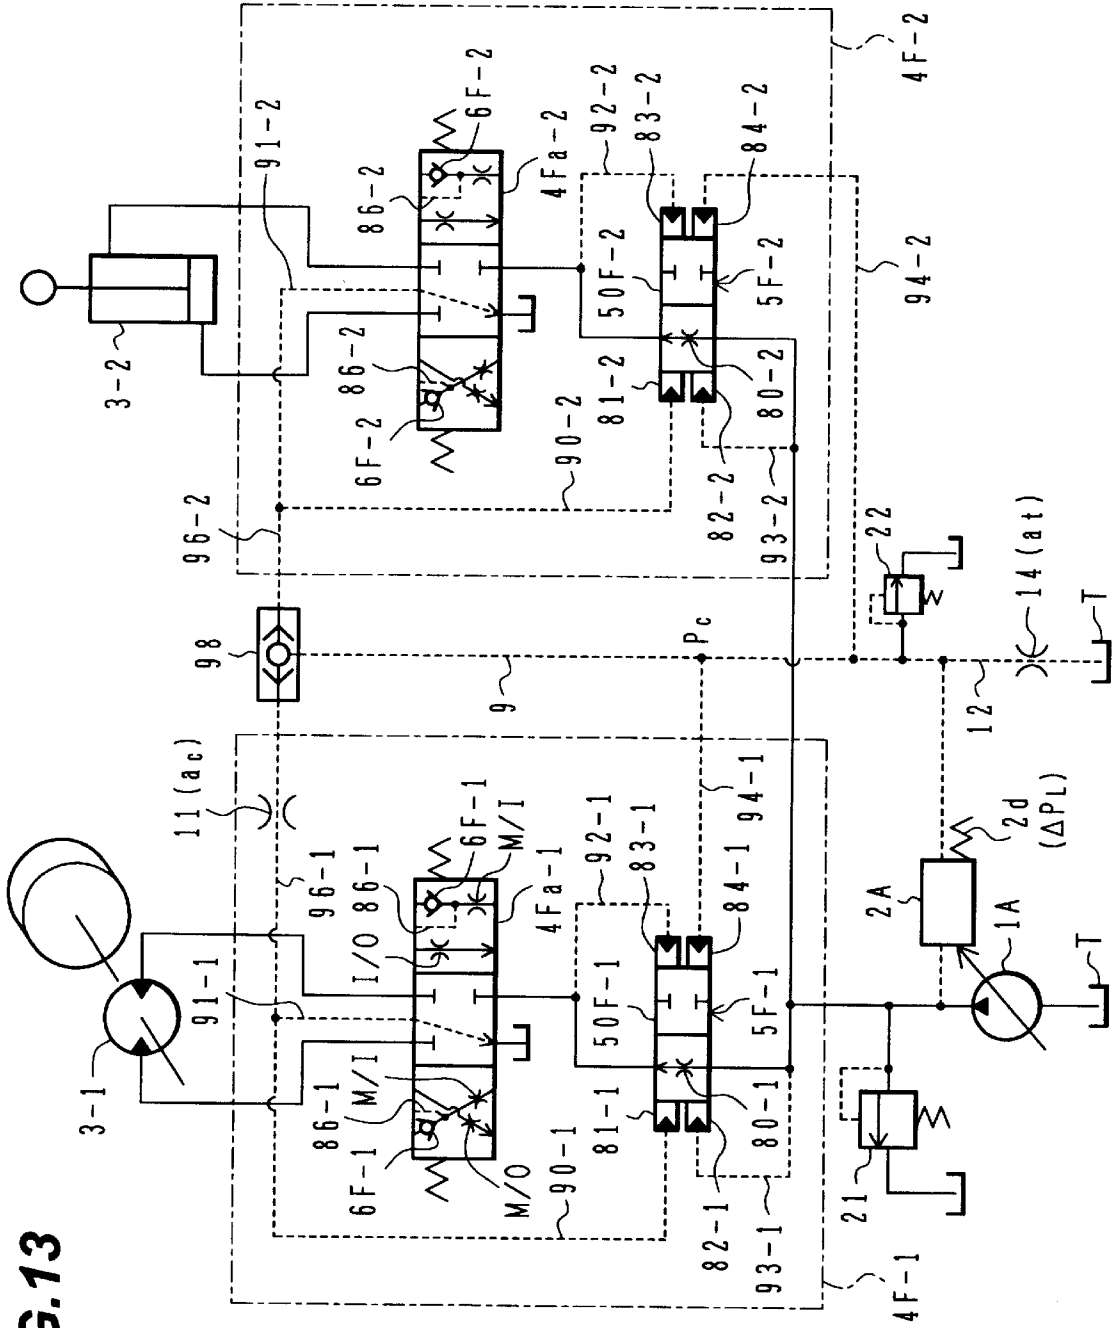 G.13
3-1
91-1
11(ac)
98
96-2
3-2
91-2
4F-2
86-1
6F-1
M/I
M/O
I/O
86-1
96-1
6F-1
M/I
4Fa-1
90-1
81-1
50F-1
92-1
83-1
94-1
84-1
5F-1
80-1
82-1
93-1
4F-1
9
Pc
6F-2
86-2
86-2
6F-2
4Fa-2
90-2
81-2
50F-2
92-2
83-2
84-2
5F-2
80-2
82-2
93-2
94-2
22
14(at)
T
12
2d
(ΔPL)
2A
1A
T
21